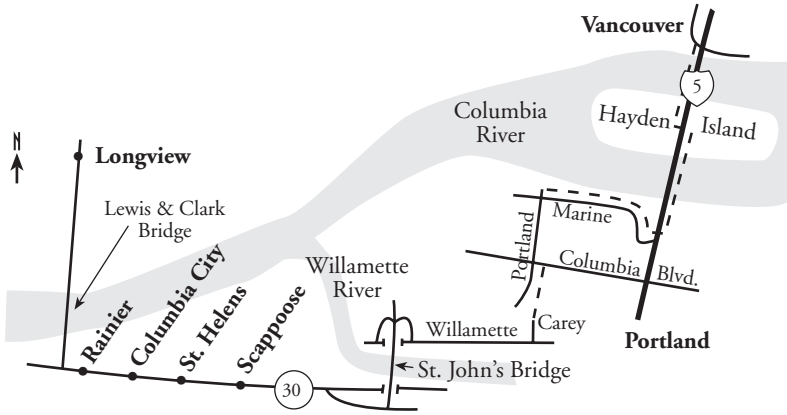 Vancouver
5
Columbia
River
Hayden
Island
N
Longview
Lewis & Clark
Bridge
Marine
Portland
Columbia Blvd.
Willamette
River
Rainier
Columbia City
St. Helens
Scappoose
Willamette
Carey
Portland
St. John's Bridge
30